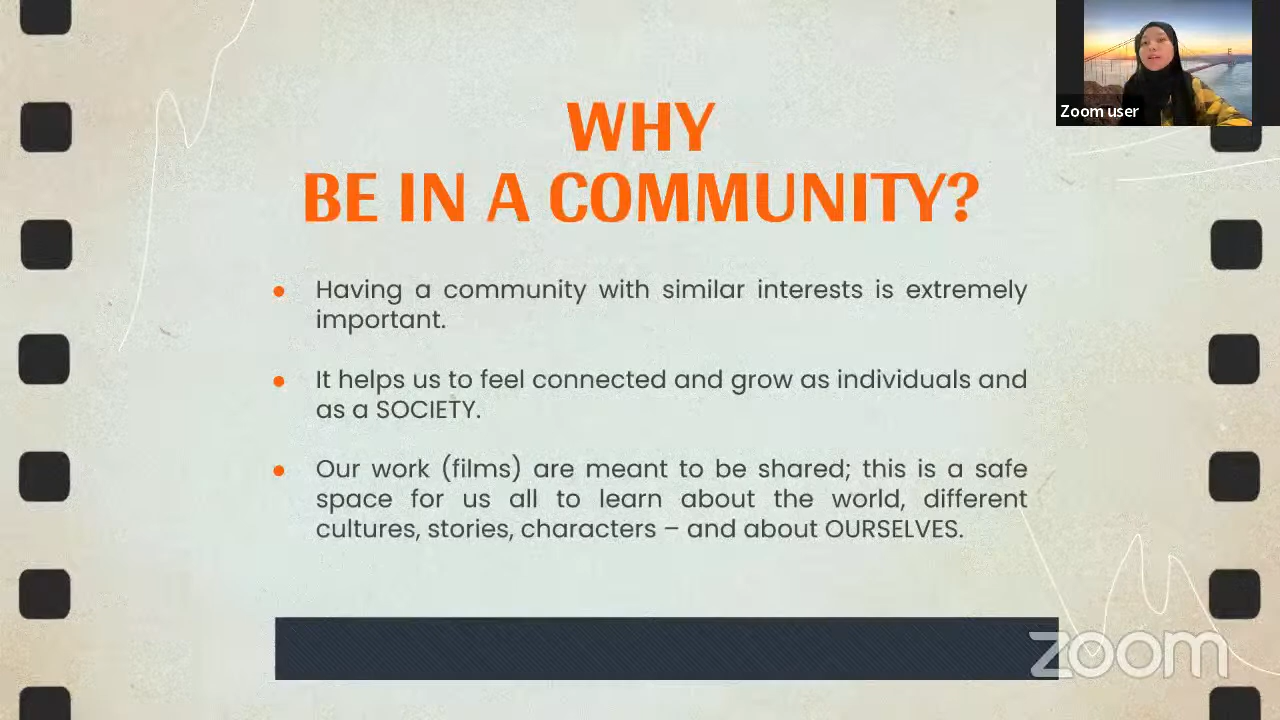 Zoom user
WHY
BE IN A COMMUNITY?
Having a community with similar interests is extremely
important.
It helps us to feel connected and grow as individuals and
as a SOCIETY.
Our work (films) are meant to be shared; this is a safe
space for us all to learn about the world, different
cultures, stories, characters – and about OURSELVES.
zoom